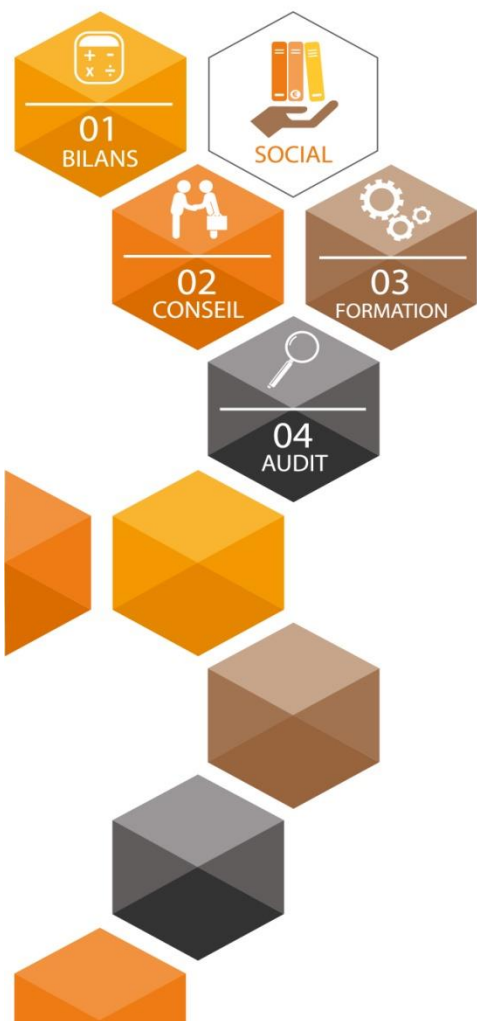 01
BILANS
SOCIAL
02
CONSEIL
03
FORMATION
04
AUDIT